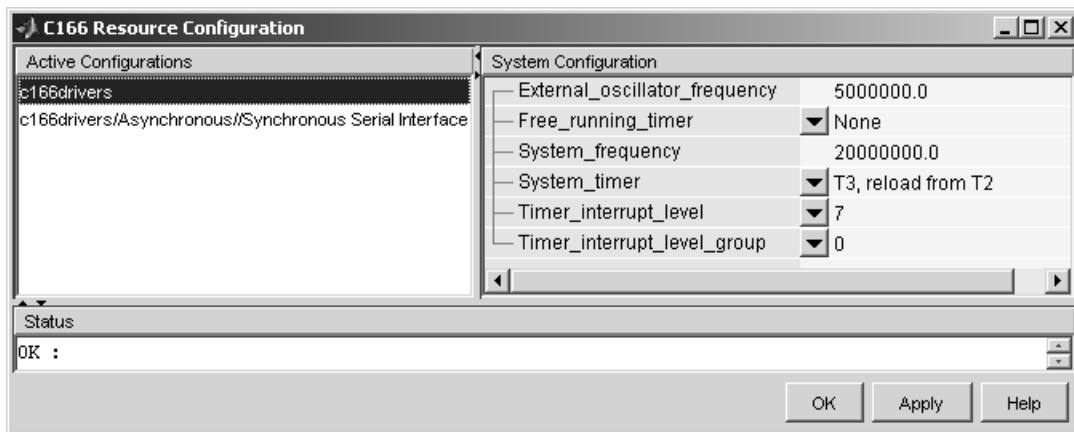 C166 Resource Configuration
Active Configurations
c166drivers
c166drivers/Asynchronous//Synchronous Serial Interface
System Configuration
External_oscillator_frequency 5000000.0
Free_running_timer None
System_frequency 20000000.0
System_timer T3, reload from T2
Timer_interrupt_level 7
Timer_interrupt_level_group 0
Status
OK :
OK Apply Help